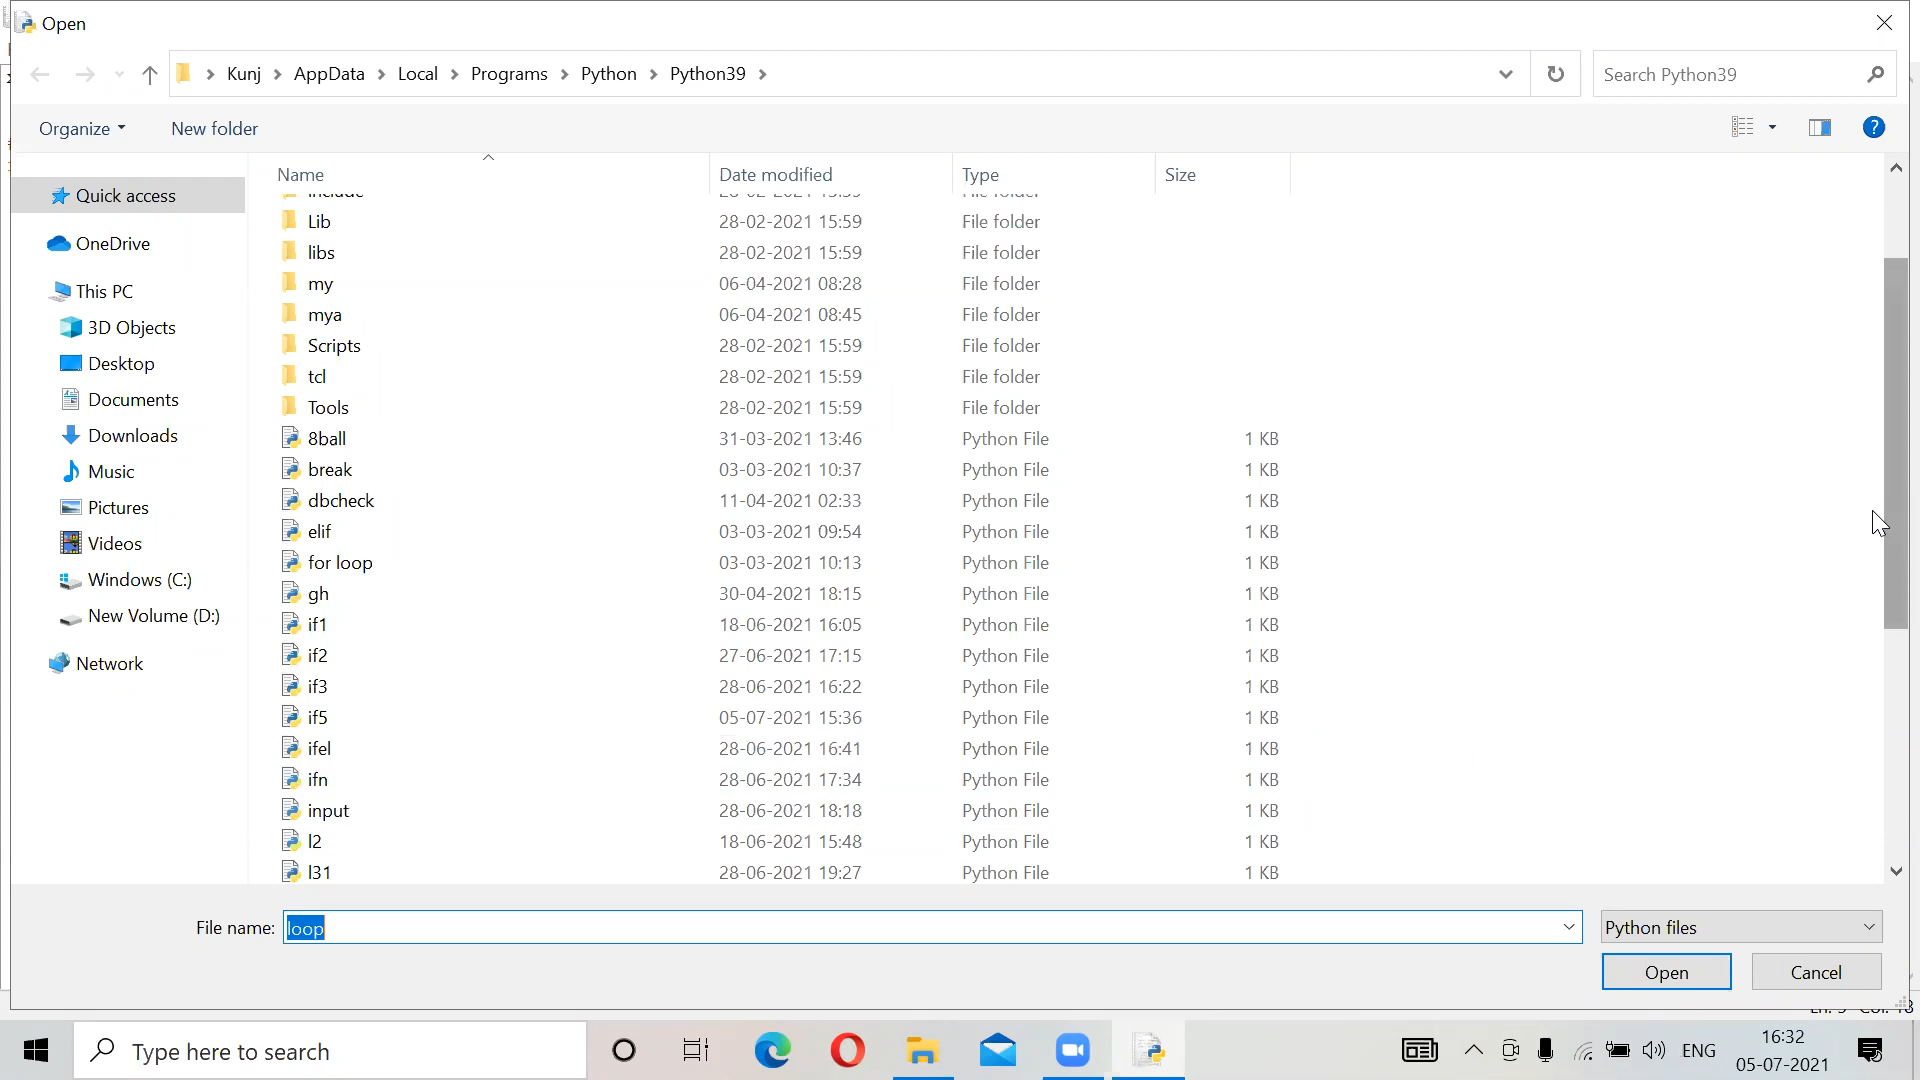 Open
Kunj AppData Local Programs Python Python39
Search Python39
Organize New folder
?
Name Date modified Type Size
Quick access
OneDrive
This PC
3D Objects
Desktop
Documents
Downloads
Music
Pictures
Videos
Windows (C:)
New Volume (D:)
Network
Lib 28-02-2021 15:59 File folder
libs 28-02-2021 15:59 File folder
my 06-04-2021 08:28 File folder
mya 06-04-2021 08:45 File folder
Scripts 28-02-2021 15:59 File folder
tcl 28-02-2021 15:59 File folder
Tools 28-02-2021 15:59 File folder
8ball 31-03-2021 13:46 Python File 1 KB
break 03-03-2021 10:37 Python File 1 KB
dbcheck 11-04-2021 02:33 Python File 1 KB
elif 03-03-2021 09:54 Python File 1 KB
for loop 03-03-2021 10:13 Python File 1 KB
gh 30-04-2021 18:15 Python File 1 KB
if1 18-06-2021 16:05 Python File 1 KB
if2 27-06-2021 17:15 Python File 1 KB
if3 28-06-2021 16:22 Python File 1 KB
if5 05-07-2021 15:36 Python File 1 KB
ifel 28-06-2021 16:41 Python File 1 KB
ifn 28-06-2021 17:34 Python File 1 KB
input 28-06-2021 18:18 Python File 1 KB
l2 18-06-2021 15:48 Python File 1 KB
l31 28-06-2021 19:27 Python File 1 KB
File name: loop Python files
Open Cancel
Type here to search
ENG
16:32
05-07-2021